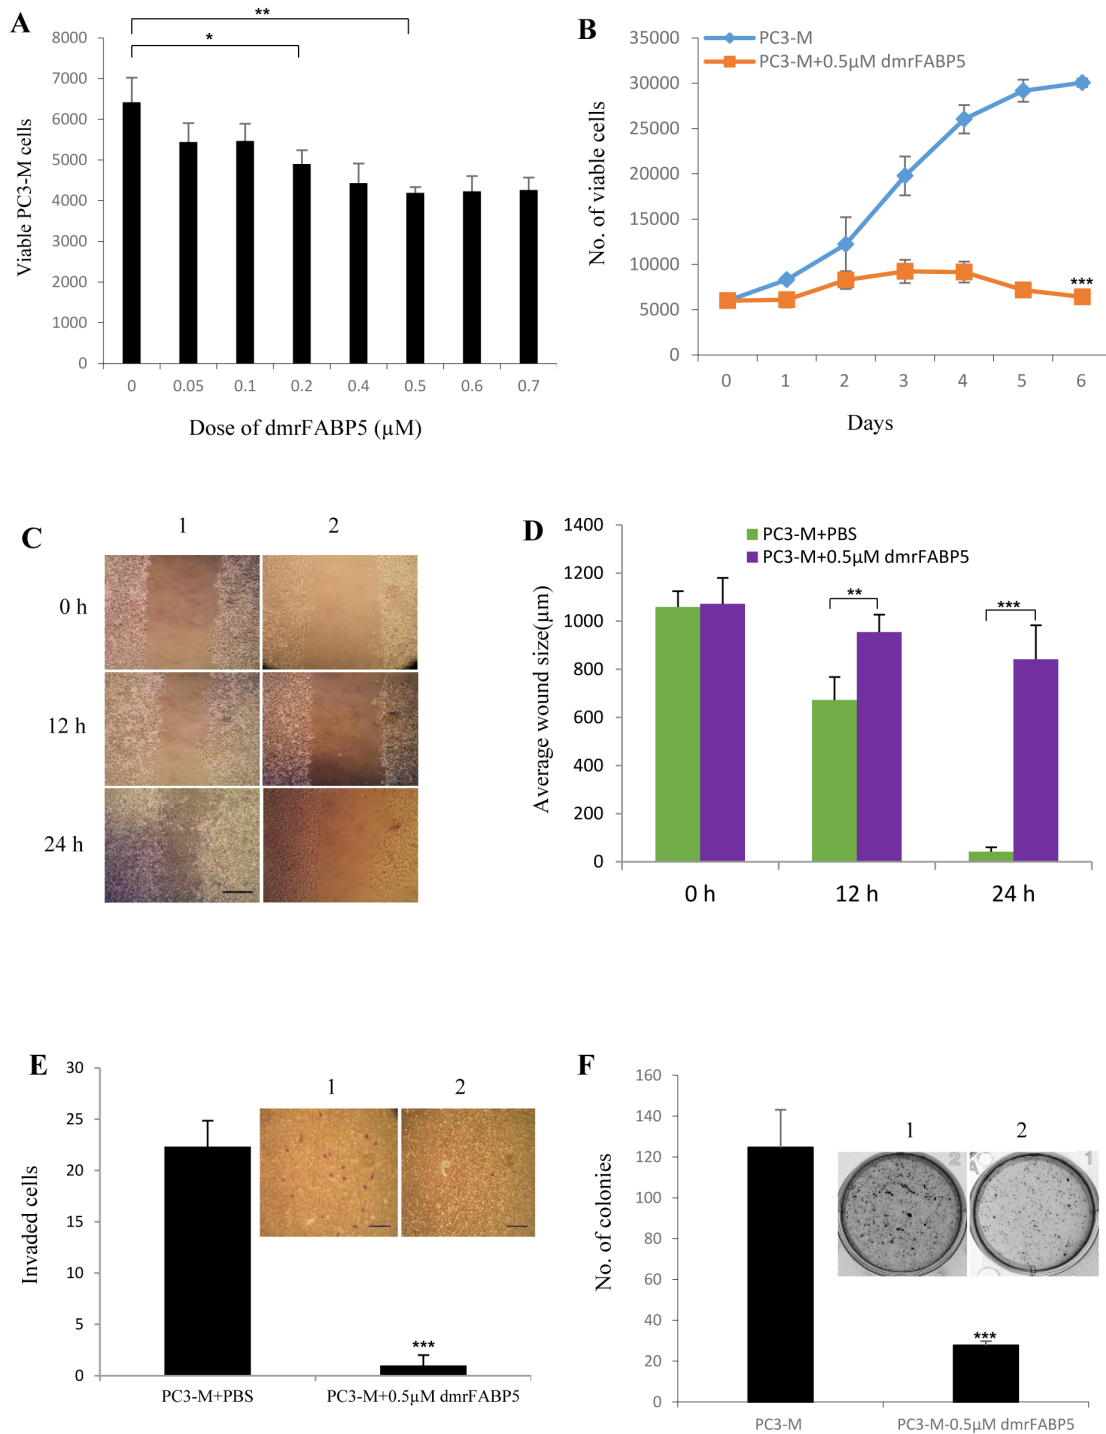 A
**
*
8000
7000
6000
5000
4000
3000
2000
1000
0
Viable PC3-M cells
0 0.05 0.1 0.2 0.4 0.5 0.6 0.7
Dose of dmrFABP5 (µM)
B
PC3-M
PC3-M+0.5µM dmrFABP5
35000
30000
25000
20000
15000
10000
5000
0
No. of viable cells
***
0 1 2 3 4 5 6
Days
C
1 2
0 h
12 h
24 h
D
PC3-M+PBS
PC3-M+0.5µM dmrFABP5
1400
1200
1000
800
600
400
200
0
Average wound size(µm)
**
***
0 h 12 h 24 h
E
30
25
20
15
10
5
0
Invaded cells
1 2
***
PC3-M+PBS PC3-M+0.5µM dmrFABP5
F
160
140
120
100
80
60
40
20
0
No. of colonies
1 2
2
1
***
PC3-M PC3-M-0.5µM dmrFABP5